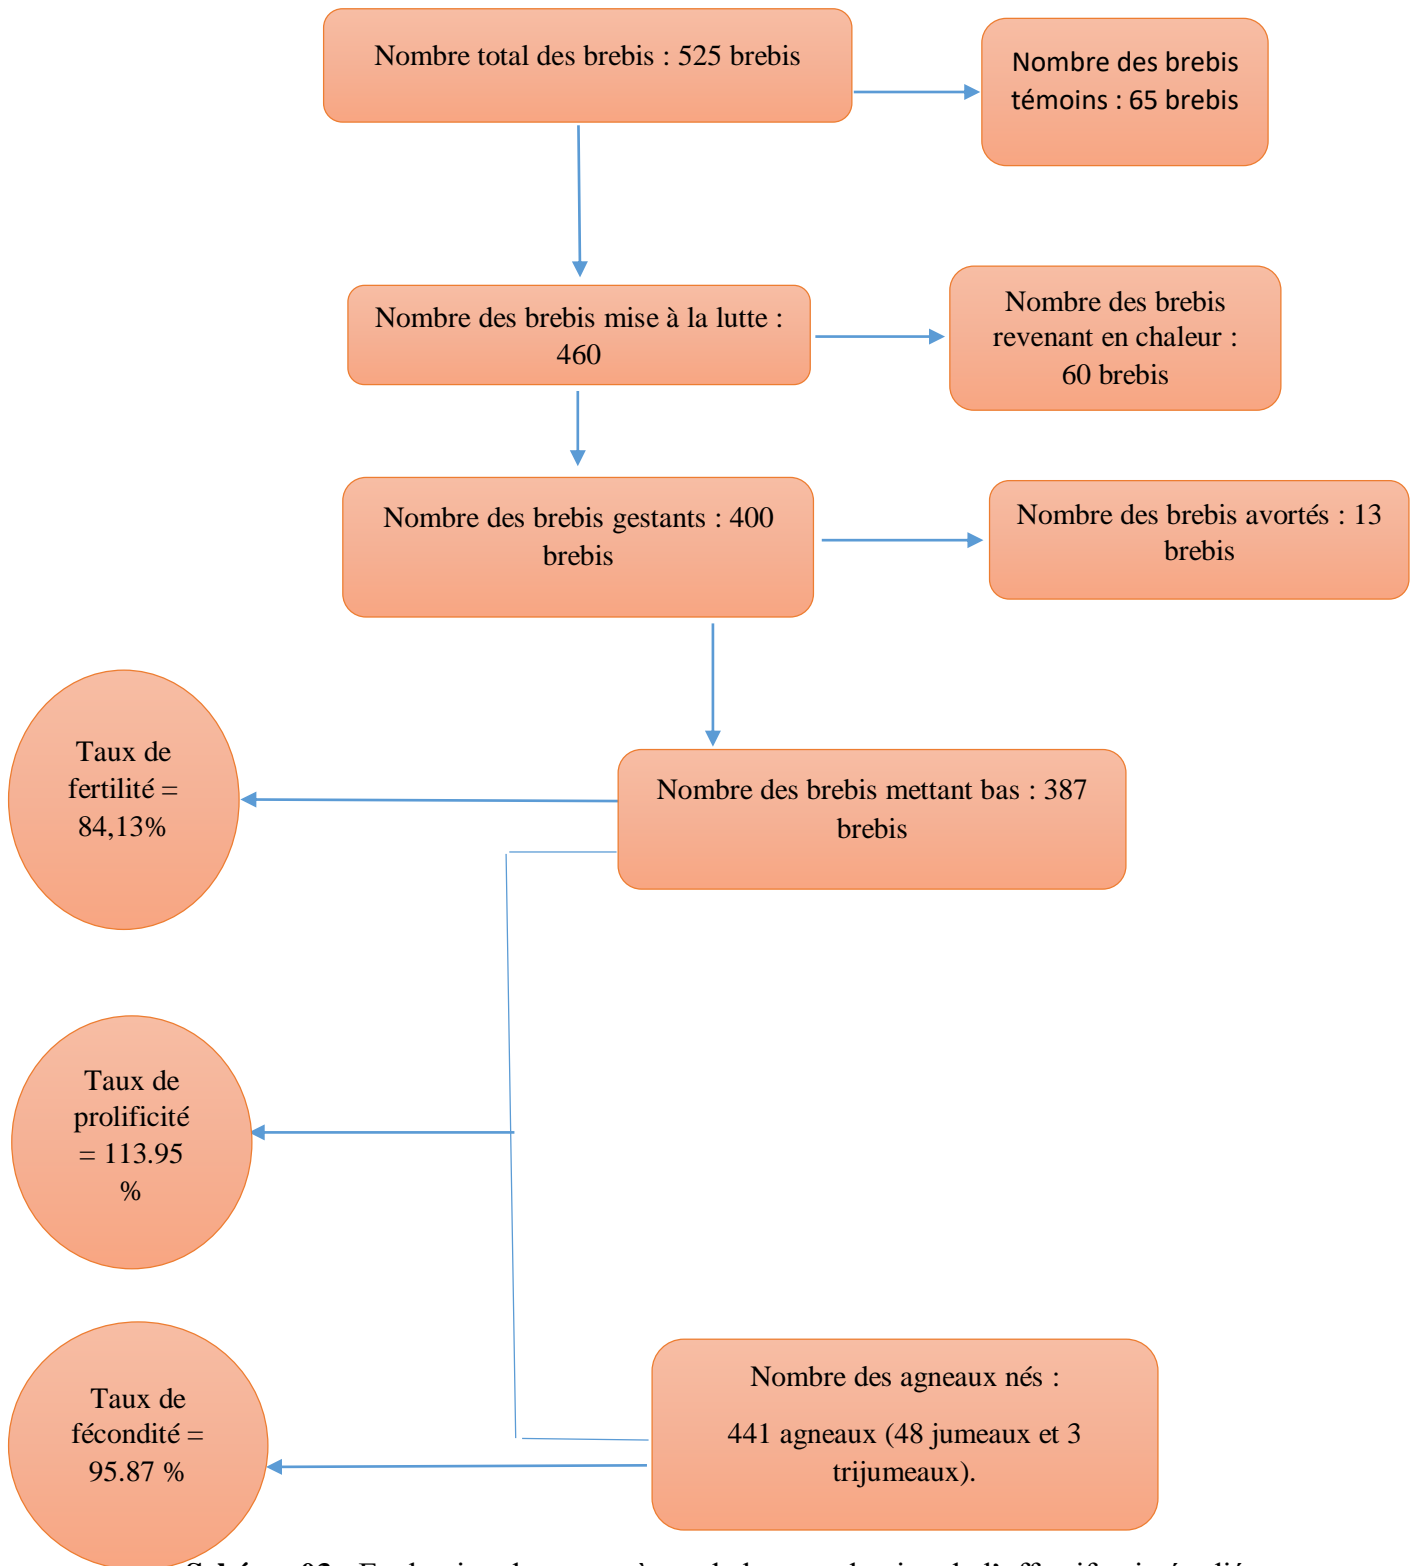 Nombre total des brebis : 525 brebis
Nombre des brebis
témoins : 65 brebis
Nombre des brebis mise à la lutte :
460
Nombre des brebis
revenant en chaleur :
60 brebis
Nombre des brebis gestants : 400
brebis
Nombre des brebis avortés : 13
brebis
Taux de
fertilité =
84,13%
Nombre des brebis mettant bas : 387
brebis
Taux de
prolificité
= 113.95
%
Taux de
fécondité =
95.87 %
Nombre des agneaux nés :
441 agneaux (48 jumeaux et 3
trijumeaux).